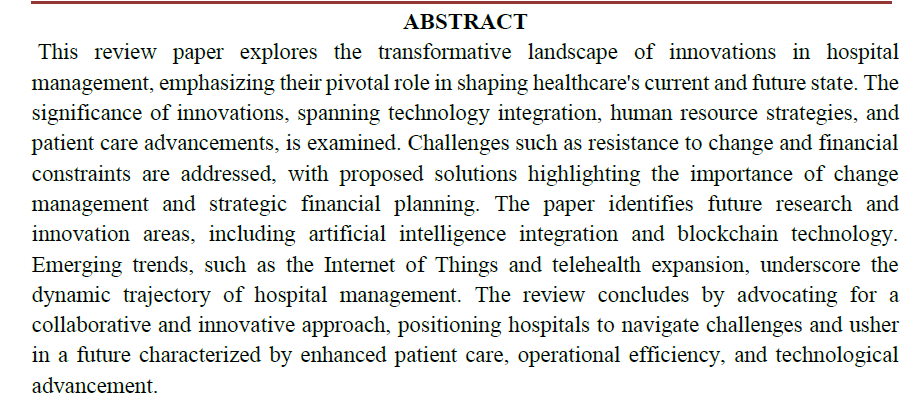 ABSTRACT
This review paper explores the transformative landscape of innovations in hospital
management, emphasizing their pivotal role in shaping healthcare's current and future state. The
significance of innovations, spanning technology integration, human resource strategies, and
patient care advancements, is examined. Challenges such as resistance to change and financial
constraints are addressed, with proposed solutions highlighting the importance of change
management and strategic financial planning. The paper identifies future research and
innovation areas, including artificial intelligence integration and blockchain technology.
Emerging trends, such as the Internet of Things and telehealth expansion, underscore the
dynamic trajectory of hospital management. The review concludes by advocating for a
collaborative and innovative approach, positioning hospitals to navigate challenges and usher
in a future characterized by enhanced patient care, operational efficiency, and technological
advancement.